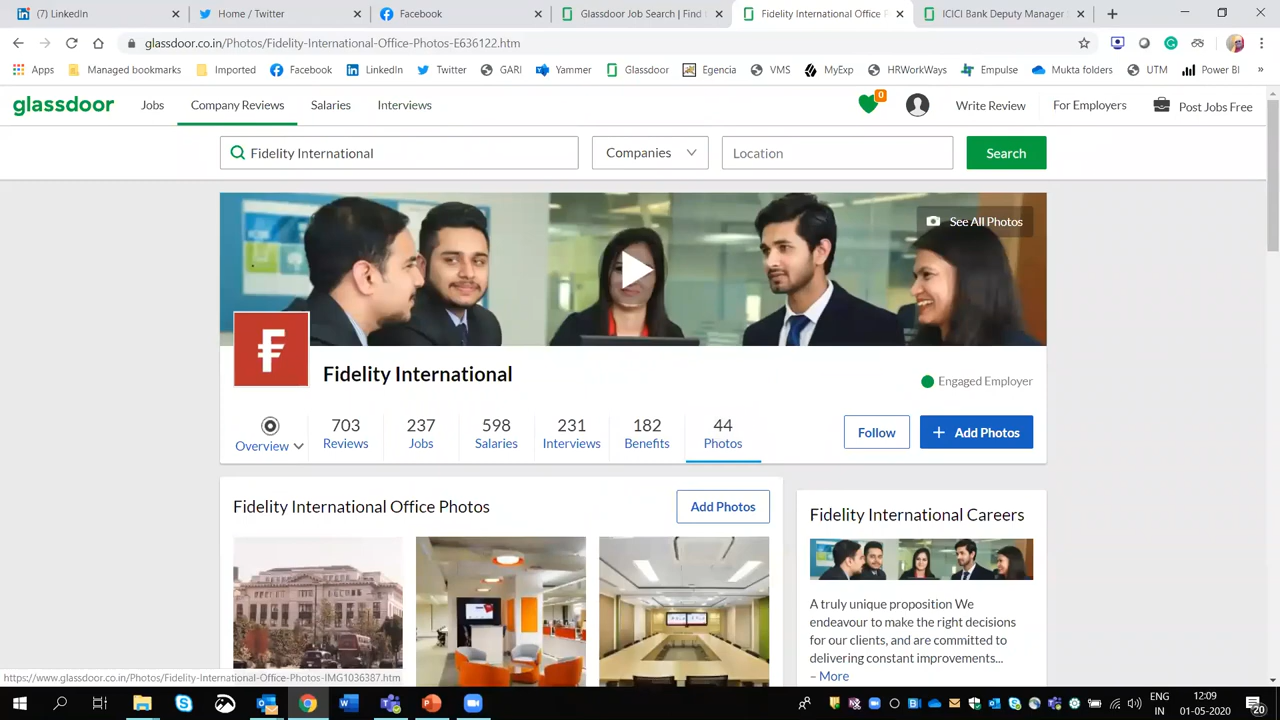 (7) LinkedIn
Home / Twitter
Facebook
Glassdoor Job Search | Find
Fidelity International Office P
ICICI Bank Deputy Manager
glassdoor.co.in/Photos/Fidelity-International-Office-Photos-E636122.htm
Apps Managed bookmarks Imported Facebook LinkedIn Twitter GARI Yammer Glassdoor Egencia VMS MyExp HRWorkWays Empulse Mukta folders UTM Power BI »
glassdoor Jobs Company Reviews Salaries Interviews 0 Write Review For Employers Post Jobs Free
Fidelity International Companies Location Search
See All Photos
Fidelity International
Engaged Employer
Overview
703 Reviews
237 Jobs
598 Salaries
231 Interviews
182 Benefits
44 Photos
Follow
+ Add Photos
Fidelity International Office Photos
Add Photos
Fidelity International Careers
A truly unique proposition We
endeavour to make the right decisions
for our clients, and are committed to
delivering constant improvements...
– More
https://www.glassdoor.co.in/Photos/Fidelity-International-Office-Photos-IMG1036387.htm
ENG
IN
12:09
01-05-2020
20